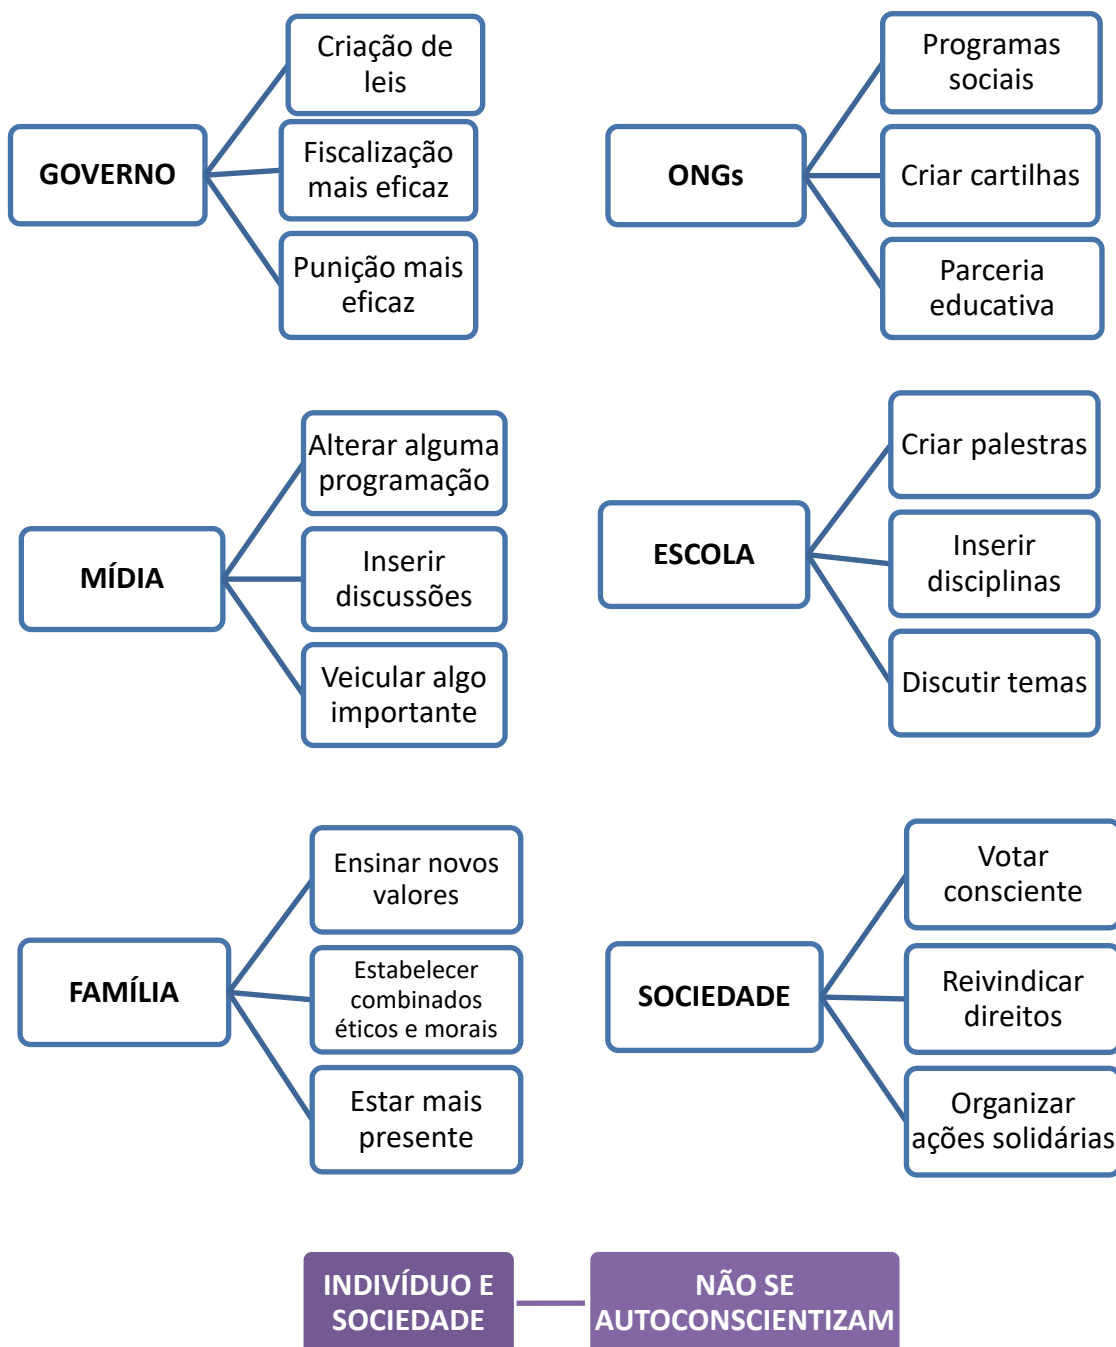 GOVERNO
Criação de
leis
Fiscalização
mais eficaz
Punição mais
eficaz
ONGs
Programas
sociais
Criar cartilhas
Parceria
educativa
MÍDIA
Alterar alguma
programação
Inserir
discussões
Veicular algo
importante
ESCOLA
Criar palestras
Inserir
disciplinas
Discutir temas
FAMÍLIA
Ensinar novos
valores
Estabelecer
combinados
éticos e morais
Estar mais
presente
SOCIEDADE
Votar
consciente
Reivindicar
direitos
Organizar
ações solidárias
INDIVÍDUO E
SOCIEDADE
NÃO SE
AUTOCONSCIENTIZAM